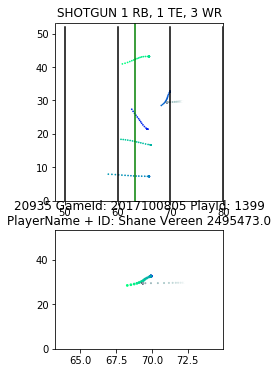 SHOTGUN 1 RB, 1 TE, 3 WR
50
40
30
20
10
0
50 60 70 80
20935 GameId: 2017100805 PlayId: 1399
PlayerName + ID: Shane Vereen 2495473.0
40
20
0
65.0 67.5 70.0 72.5